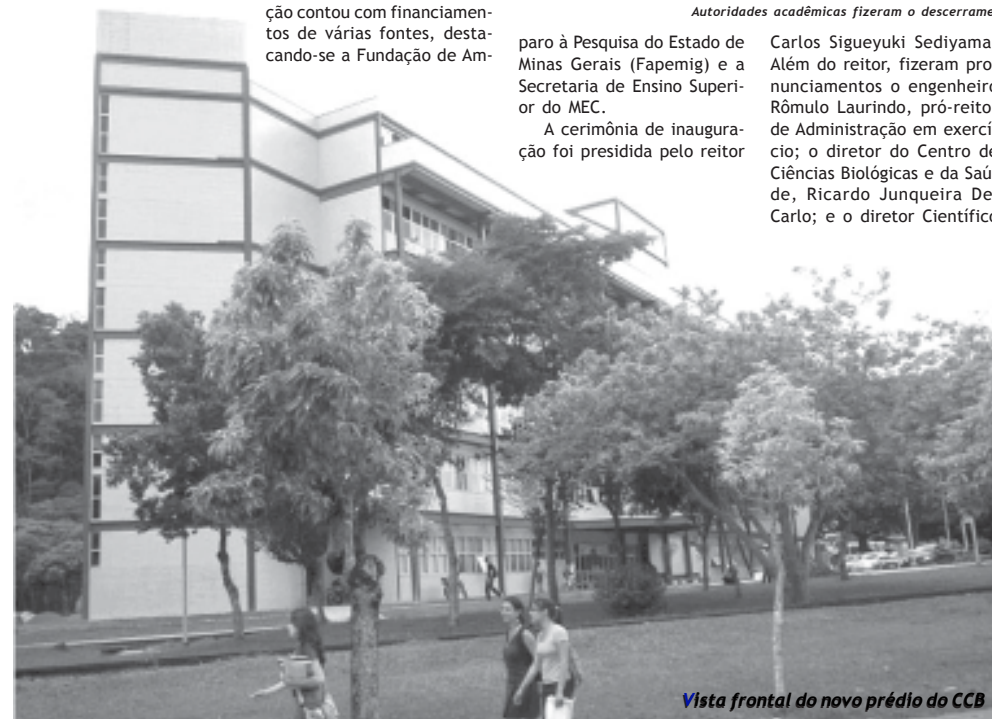 ção contou com financiamen-
tos de várias fontes, desta-
cando-se a Fundação de Am-
paro à Pesquisa do Estado de
Minas Gerais (Fapemig) e a
Secretaria de Ensino Superi-
or do MEC.
A cerimônia de inaugura-
ção foi presidida pelo reitor
Autoridades acadêmicas fizeram o descerrame
Carlos Sigueyuki Sediyama
Além do reitor, fizeram pro
nunciamentos o engenheiro
Rômulo Laurindo, pró-reito
de Administração em exercí
cio; o diretor do Centro de
Ciências Biológicas e da Saú
de, Ricardo Junqueira De
Carlo; e o diretor Científico
Vista frontal do novo prédio do CCB